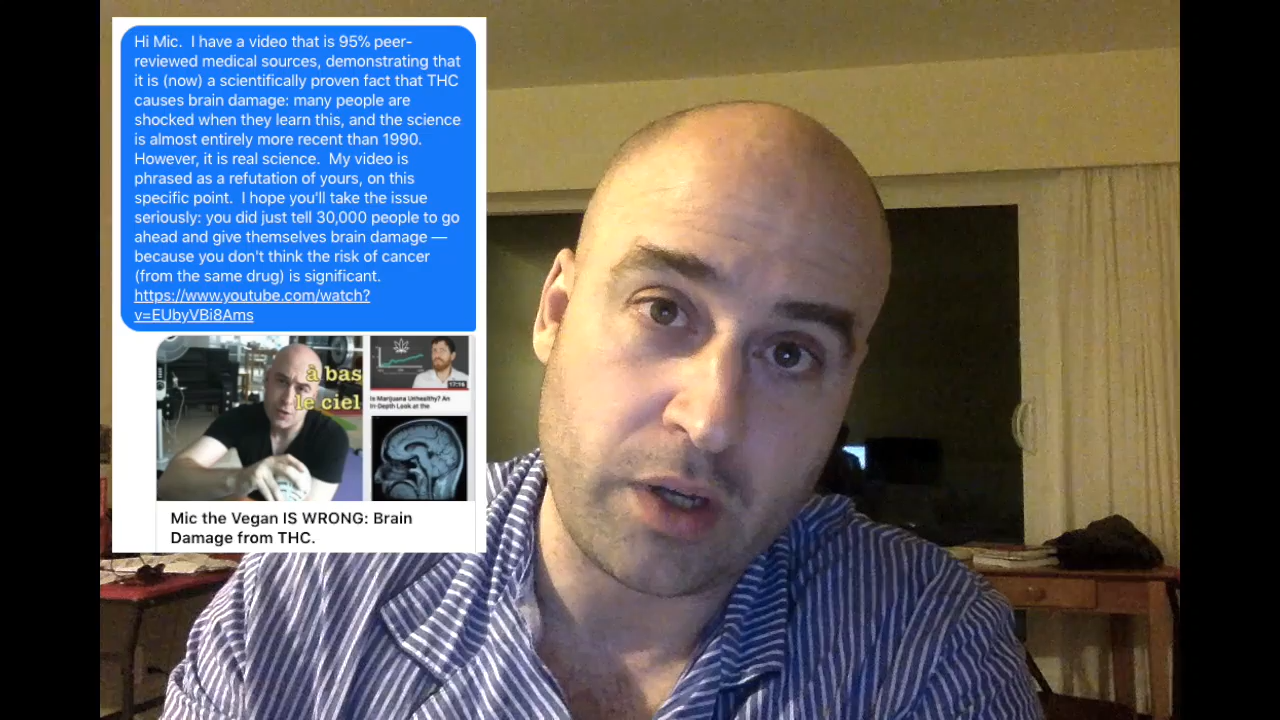 Hi Mic.  I have a video that is 95% peer-
reviewed medical sources, demonstrating that
it is (now) a scientifically proven fact that THC
causes brain damage: many people are
shocked when they learn this, and the science
is almost entirely more recent than 1990.
However, it is real science.  My video is
phrased as a refutation of yours, on this
specific point.  I hope you'll take the issue
seriously: you did just tell 30,000 people to go
ahead and give themselves brain damage —
because you don't think the risk of cancer
(from the same drug) is significant.
https://www.youtube.com/watch?
v=EUbyVBi8Ams
à bas
le ciel
17:16
Is Marijuana Unhealthy? An
In-Depth Look at the
Mic the Vegan IS WRONG: Brain
Damage from THC.